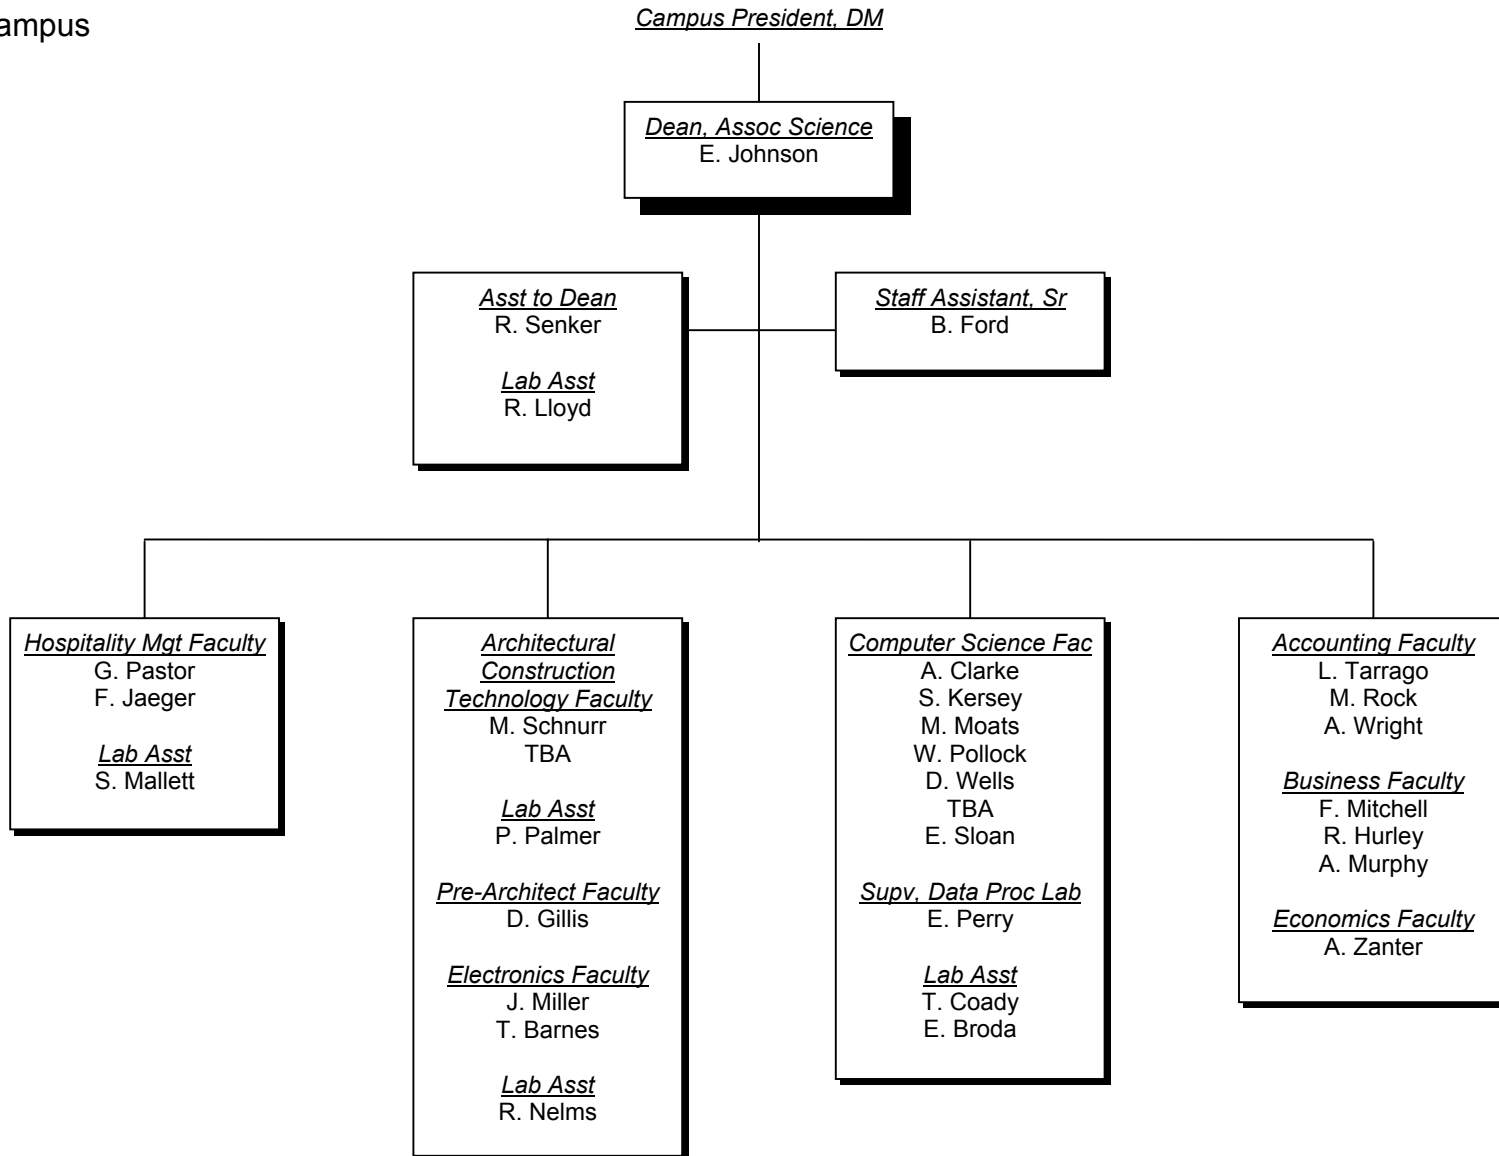 ampus
Campus President, DM
Dean, Assoc Science
E. Johnson
Asst to Dean
R. Senker
Lab Asst
R. Lloyd
Staff Assistant, Sr
B. Ford
Hospitality Mgt Faculty
G. Pastor
F. Jaeger
Lab Asst
S. Mallett
Architectural
Construction
Technology Faculty
M. Schnurr
TBA
Lab Asst
P. Palmer
Pre-Architect Faculty
D. Gillis
Electronics Faculty
J. Miller
T. Barnes
Lab Asst
R. Nelms
Computer Science Fac
A. Clarke
S. Kersey
M. Moats
W. Pollock
D. Wells
TBA
E. Sloan
Supv, Data Proc Lab
E. Perry
Lab Asst
T. Coady
E. Broda
Accounting Faculty
L. Tarrago
M. Rock
A. Wright
Business Faculty
F. Mitchell
R. Hurley
A. Murphy
Economics Faculty
A. Zanter